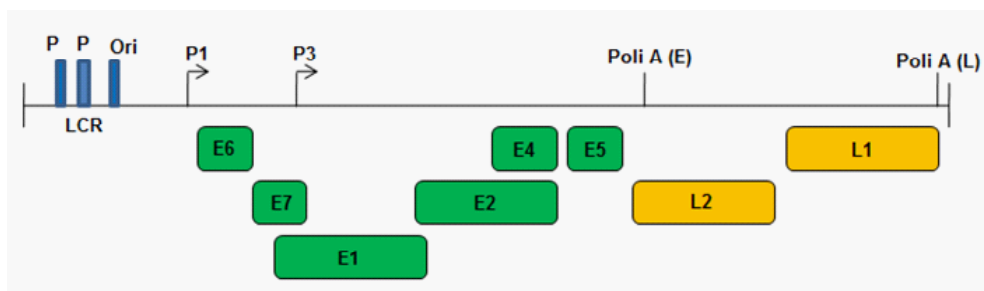 P P Ori P1 P3 Poli A (E) Poli A (L)
LCR
E6 E4 E5 L1
E7 E2 L2
E1